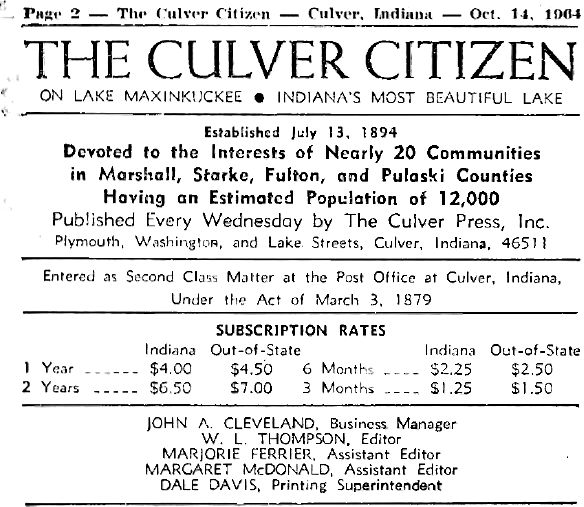 Page 2 — The Culver Citizen — Culver, Indiana — Oct. 14, 1964
THE CULVER CITIZEN
ON LAKE MAXINKUCKEE ● INDIANA'S MOST BEAUTIFUL LAKE
Established July 13, 1894
Devoted to the Interests of Nearly 20 Communities
in Marshall, Starke, Fulton, and Pulaski Counties
Having an Estimated Population of 12,000
Published Every Wednesday by The Culver Press, Inc.
Plymouth, Washington, and Lake Streets, Culver, Indiana, 46511
Entered as Second Class Matter at the Post Office at Culver, Indiana,
Under the Act of March 3, 1879
SUBSCRIPTION RATES
Indiana Out-of-State Indiana Out-of-State
1 Year ______ $4.00 $4.50 6 Months ____ $2.25 $2.50
2 Years _____ $6.50 $7.00 3 Months ____ $1.25 $1.50
JOHN A. CLEVELAND, Business Manager
W. L. THOMPSON, Editor
MARJORIE FERRIER, Assistant Editor
MARGARET McDONALD, Assistant Editor
DALE DAVIS, Printing Superintendent